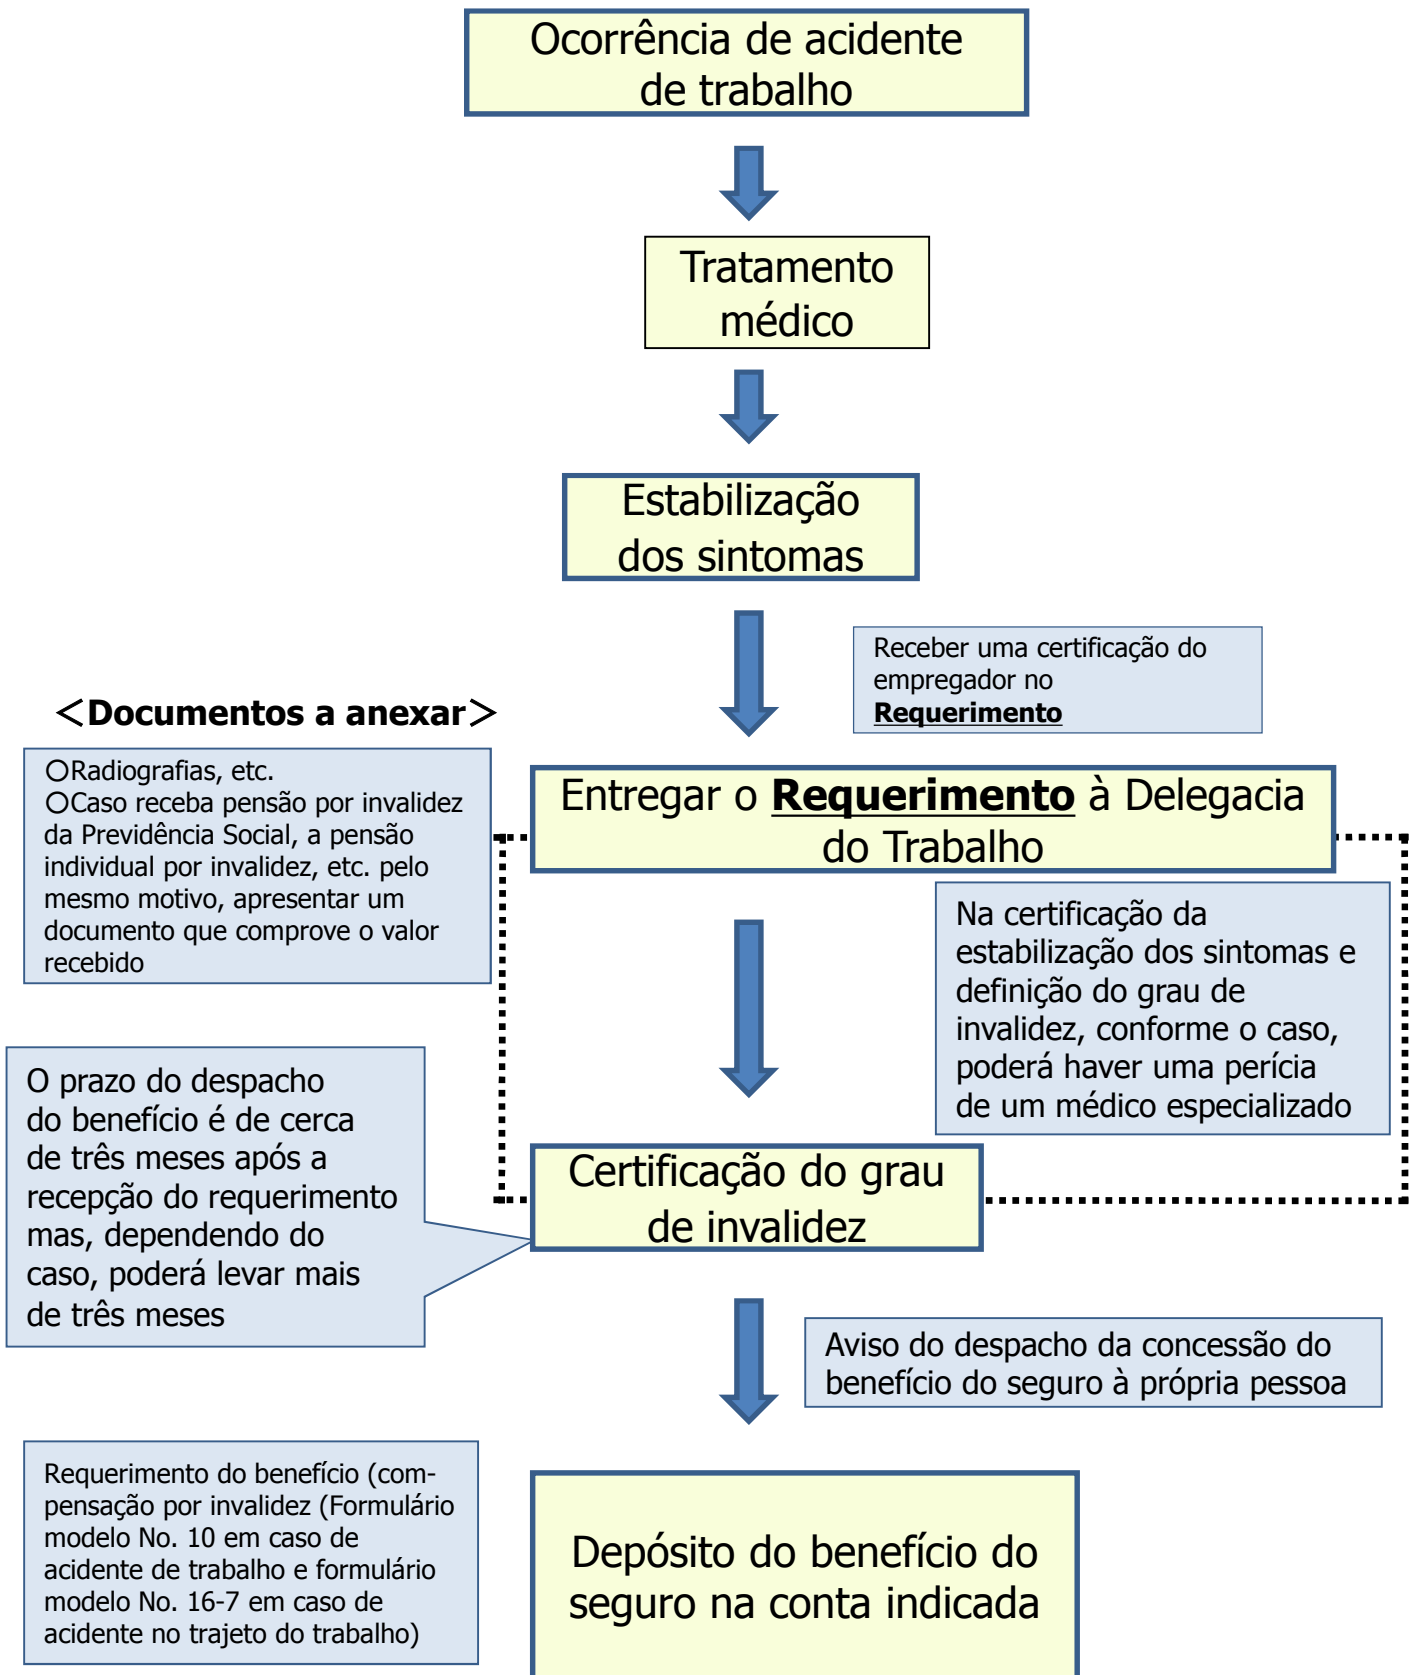 Ocorrência de acidente
de trabalho
Tratamento
médico
Estabilização
dos sintomas
Receber uma certificação do
empregador no
Requerimento
＜Documentos a anexar＞
○Radiografias, etc.
○Caso receba pensão por invalidez
da Previdência Social, a pensão
individual por invalidez, etc. pelo
mesmo motivo, apresentar um
documento que comprove o valor
recebido
Entregar o Requerimento à Delegacia
do Trabalho
Na certificação da
estabilização dos sintomas e
definição do grau de
invalidez, conforme o caso,
poderá haver uma perícia
de um médico especializado
O prazo do despacho
do benefício é de cerca
de três meses após a
recepção do requerimento
mas, dependendo do
caso, poderá levar mais
de três meses
Certificação do grau
de invalidez
Aviso do despacho da concessão do
benefício do seguro à própria pessoa
Requerimento do benefício (com-
pensação por invalidez (Formulário
modelo No. 10 em caso de
acidente de trabalho e formulário
modelo No. 16-7 em caso de
acidente no trajeto do trabalho)
Depósito do benefício do
seguro na conta indicada